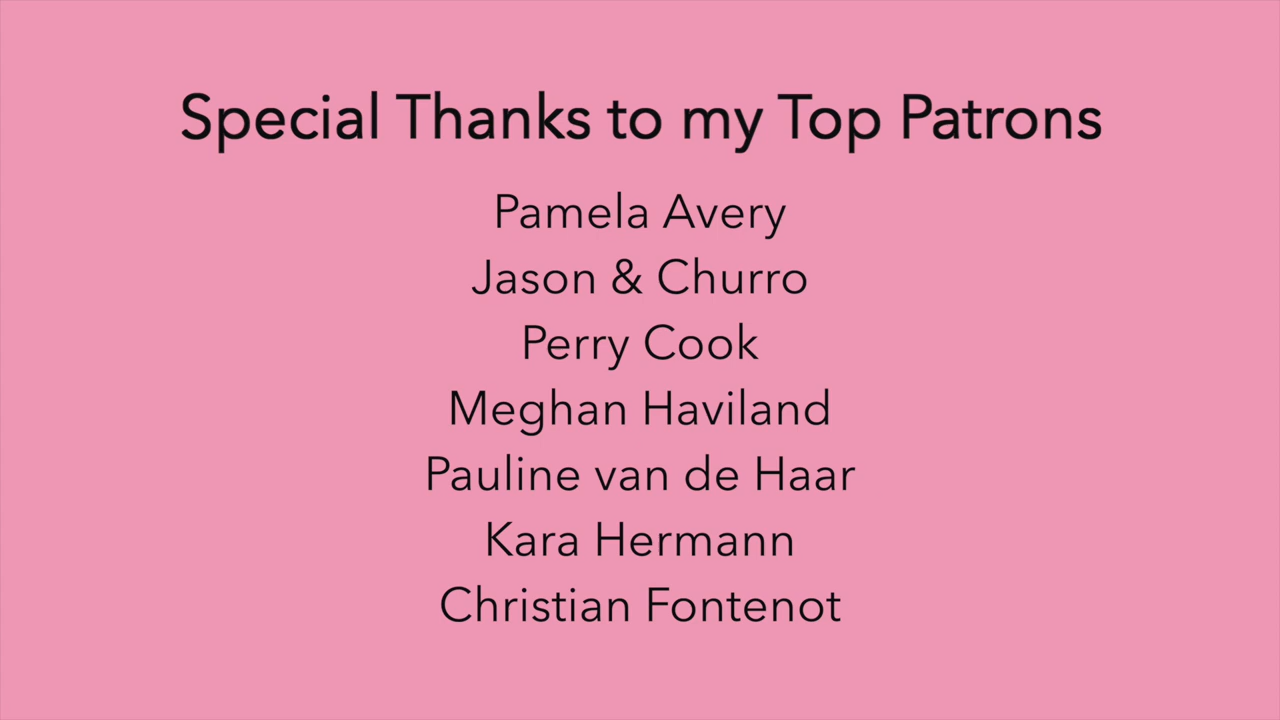 Special Thanks to my Top Patrons
Pamela Avery
Jason & Churro
Perry Cook
Meghan Haviland
Pauline van de Haar
Kara Hermann
Christian Fontenot